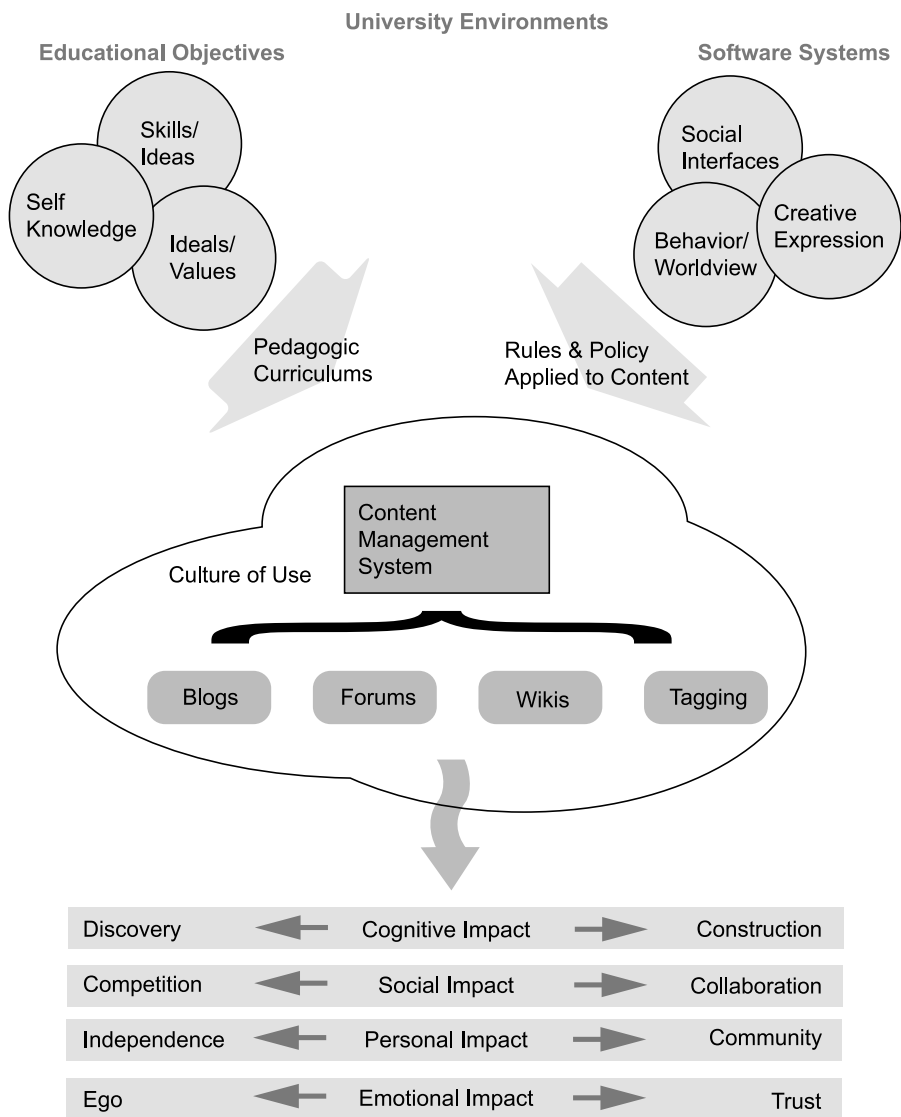 University Environments
Educational Objectives
Software Systems
Skills/
Ideas
Self
Knowledge
Ideals/
Values
Social
Interfaces
Creative
Expression
Behavior/
Worldview
Pedagogic
Curriculums
Rules & Policy
Applied to Content
Content
Management
System
Culture of Use
Blogs
Forums
Wikis
Tagging
Discovery
Cognitive Impact
Construction
Competition
Social Impact
Collaboration
Independence
Personal Impact
Community
Ego
Emotional Impact
Trust